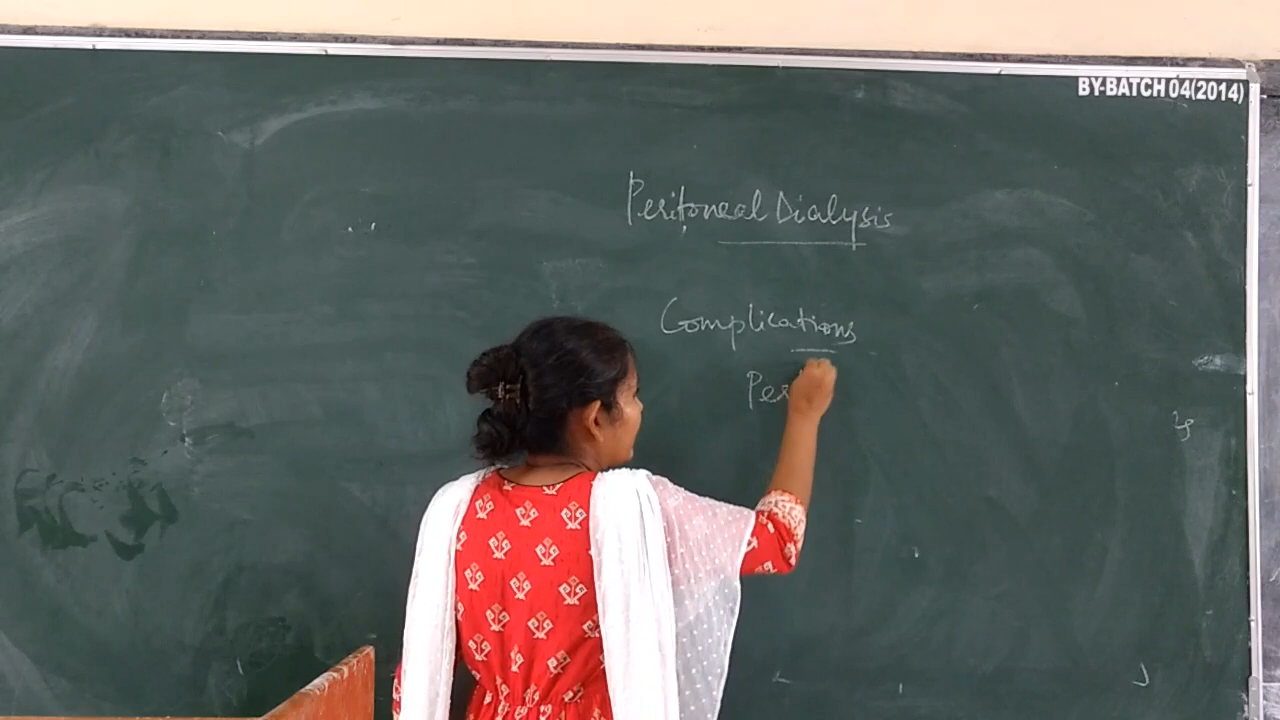 BY-BATCH 04(2014)
Peritoneal Dialysis
Complications
Per